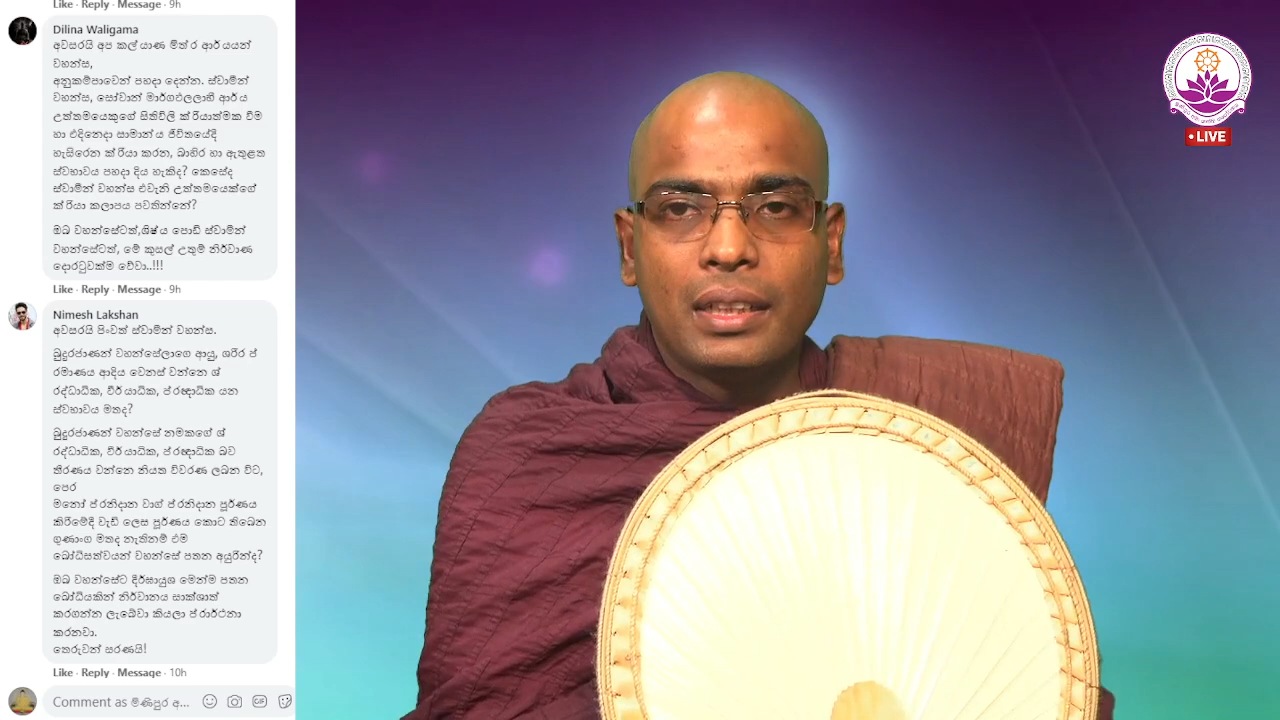 Like · Reply · Message · 9h
Dilina Waligama
අවසරයි අප කල්‍යාණ මිත්‍ර ආර්යයන්
වහන්ස,
අනුකම්පාවෙන් පහදා දෙන්න. ස්වාමීන්
වහන්ස, සෝවාන් මාර්ගඵලලාභී ආර්ය
උත්තමයෙකුගේ සිතිවිලි ක්‍රියාත්මක වීම
හා එදිනෙදා සාමාන්‍ය ජීවිතයේදී
හැසිරෙන ක්‍රියා කරන, බාහිර හා ඇතුළත
ස්වභාවය පහදා දිය හැකිද? කෙසේද
ස්වාමීන් වහන්ස එවැනි උක්තමයෙක්ගේ
ක්‍රියා කලාපය පවතින්නේ?
ඔබ වහන්සේටත්,ශිෂ්‍ය පොඩි ස්වාමීන්
වහන්සේටත්, මේ කුසල් උතුම් නිර්වාණ
දොරටුවක්ම වේවා..!!!
Like · Reply · Message · 9h
Nimesh Lakshan
අවසරයි පිංවත් ස්වාමීන් වහන්ස.
බුදුරජාණන් වහන්සේලාගෙ ආයු, ශරීර ප්
රමාණය ආදිය වෙනස් වන්නෙ ශ්
රද්ධාධික, වීර්යාධික, ප්‍රඥාධික යන
ස්වභාවය මතද?
බුදුරජාණන් වහන්සේ නමකගේ ශ්
රද්ධාධික, වීර්යාධික, ප්‍රඥාධික බව
තීරණය වන්නෙ නියත විවරණ ලබන විට,
පෙර
මනෝ ප්‍රනිදාන වාග් ප්‍රනිදාන පූර්ණය
කිරීමේදී වැඩි ලෙස පූර්ණය කොට තිබෙන
ගුණාංග මතද නැතිනම් එම
බෝධිසත්වයන් වහන්සේ පතන අයුරින්ද?
ඔබ වහන්සේට දීර්ඝායුශ මෙන්ම පතන
බෝධියකින් නිර්වානය සාක්ශාත්
කරගන්න ලැබේවා කියලා ප්‍රාර්ථනා
කරනවා.
තෙරුවන් සරණයි!
Like · Reply · Message · 10h
Comment as මිණිපුර අ...
GIF
• LIVE